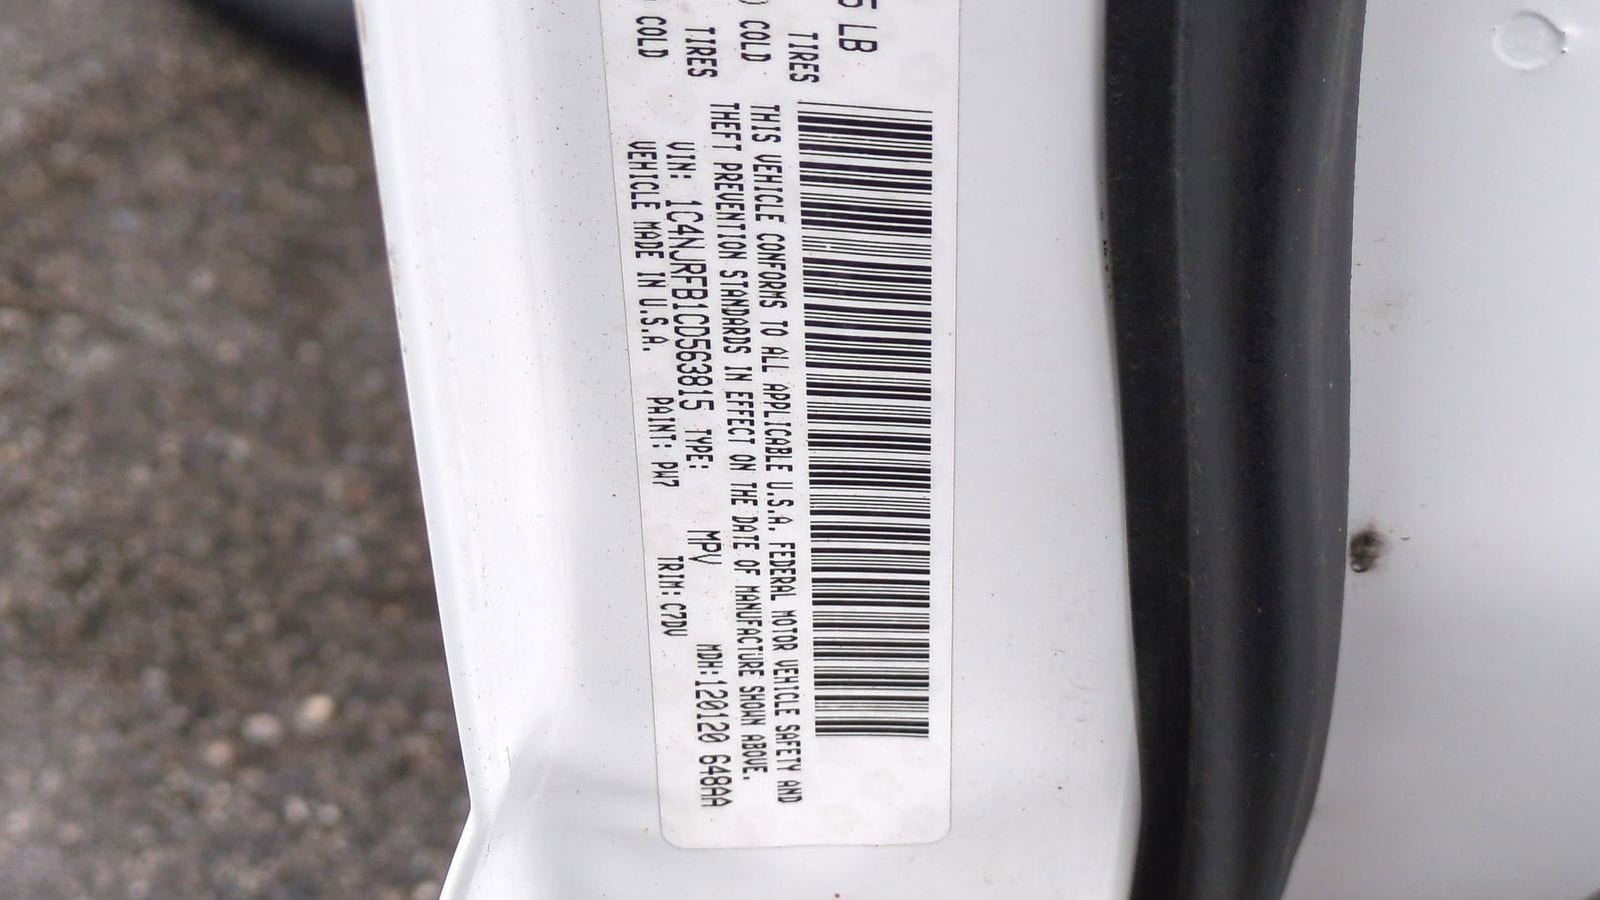 5 LB
TIRES
COLD
TIRES
COLD
THIS VEHICLE CONFORMS TO ALL APPLICABLE U.S.A. FEDERAL MOTOR VEHICLE SAFETY AND
THEFT PREVENTION STANDARDS IN EFFECT ON THE DATE OF MANUFACTURE SHOWN ABOVE.
VIN: 1C4NJRFB1CD563815 TYPE: MPV MDH:120120 648AA
VEHICLE MADE IN U.S.A. PAINT: PW7 TRIM: C7DV